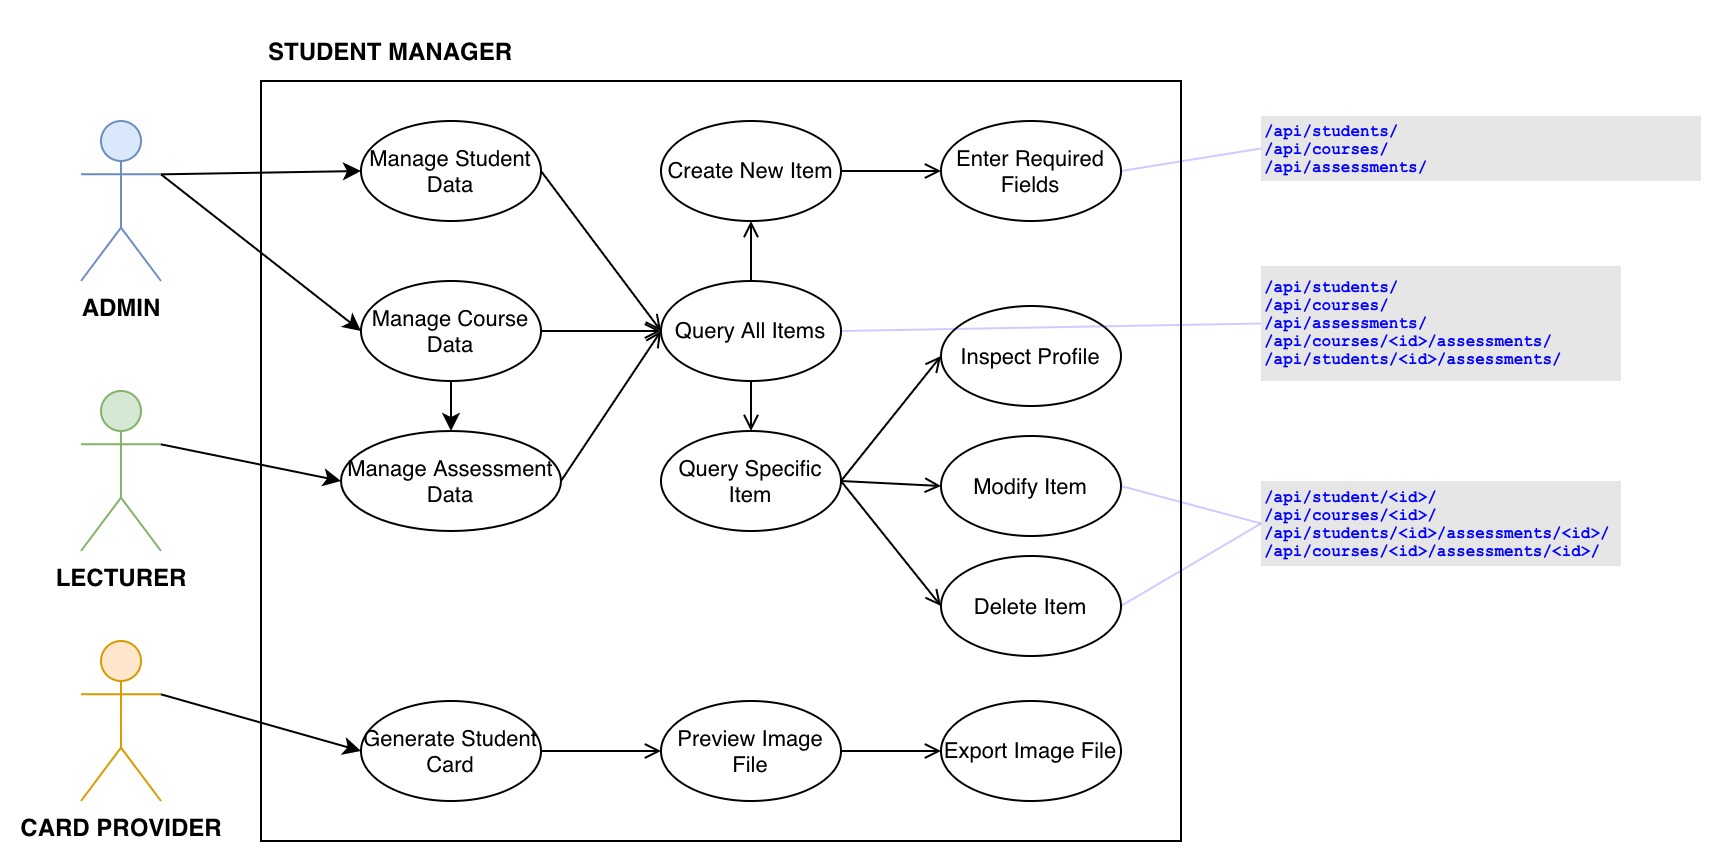 STUDENT MANAGER
ADMIN
LECTURER
CARD PROVIDER
Manage Student
Data
Manage Course
Data
Manage Assessment
Data
Generate Student
Card
Create New Item
Query All Items
Query Specific
Item
Preview Image
File
Enter Required
Fields
Inspect Profile
Modify Item
Delete Item
Export Image File
/api/students/
/api/courses/
/api/assessments/
/api/students/
/api/courses/
/api/assessments/
/api/courses/<id>/assessments/
/api/students/<id>/assessments/
/api/student/<id>/
/api/courses/<id>/
/api/students/<id>/assessments/<id>/
/api/courses/<id>/assessments/<id>/